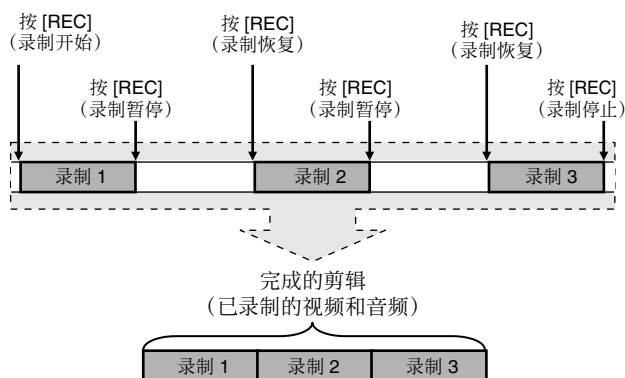 按 [REC]
（录制开始）
按 [REC]
（录制恢复）
按 [REC]
（录制恢复）
按 [REC]
（录制暂停）
按 [REC]
（录制暂停）
按 [REC]
（录制停止）
录制 1
录制 2
录制 3
完成的剪辑
（已录制的视频和音频）
录制 1
录制 2
录制 3